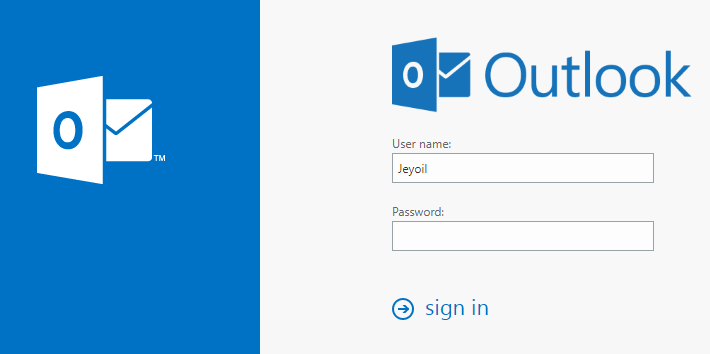 Outlook
User name:
Jeyoil
Password:
sign in
O
TM
O